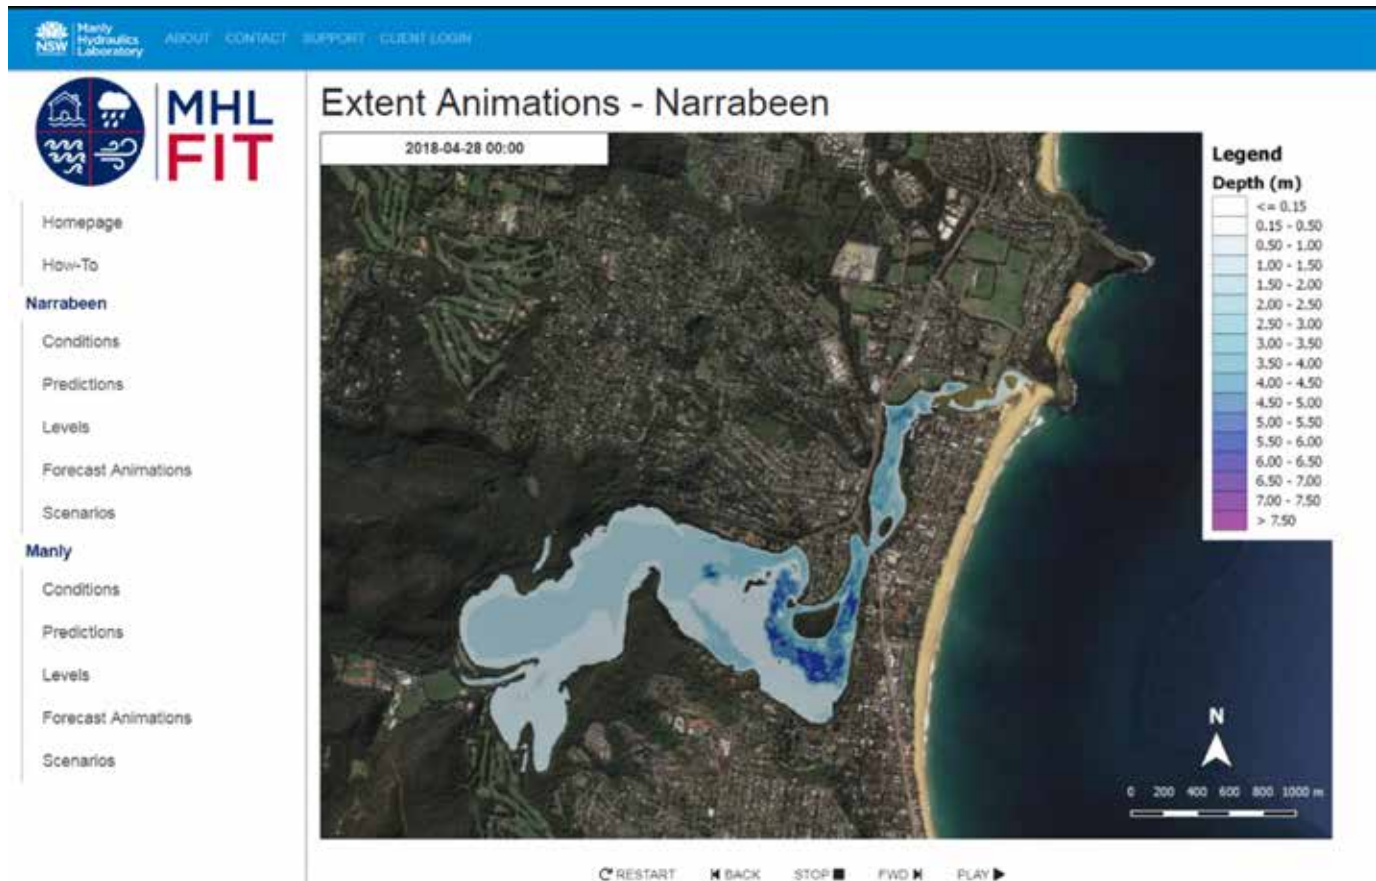 NSW
Manly
Hydraulics
Laboratory
ABOUT CONTACT SUPPORT CLIENT LOGIN
MHL
FIT
Homepage
How-To
Narrabeen
Conditions
Predictions
Levels
Forecast Animations
Scenarios
Manly
Conditions
Predictions
Levels
Forecast Animations
Scenarios
Extent Animations - Narrabeen
2018-04-28 00:00
Legend
Depth (m)
<= 0.15
0.15 - 0.50
0.50 - 1.00
1.00 - 1.50
1.50 - 2.00
2.00 - 2.50
2.50 - 3.00
3.00 - 3.50
3.50 - 4.00
4.00 - 4.50
4.50 - 5.00
5.00 - 5.50
5.50 - 6.00
6.00 - 6.50
6.50 - 7.00
7.00 - 7.50
> 7.50
N
0 200 400 600 800 1000 m
RESTART BACK STOP FWD PLAY